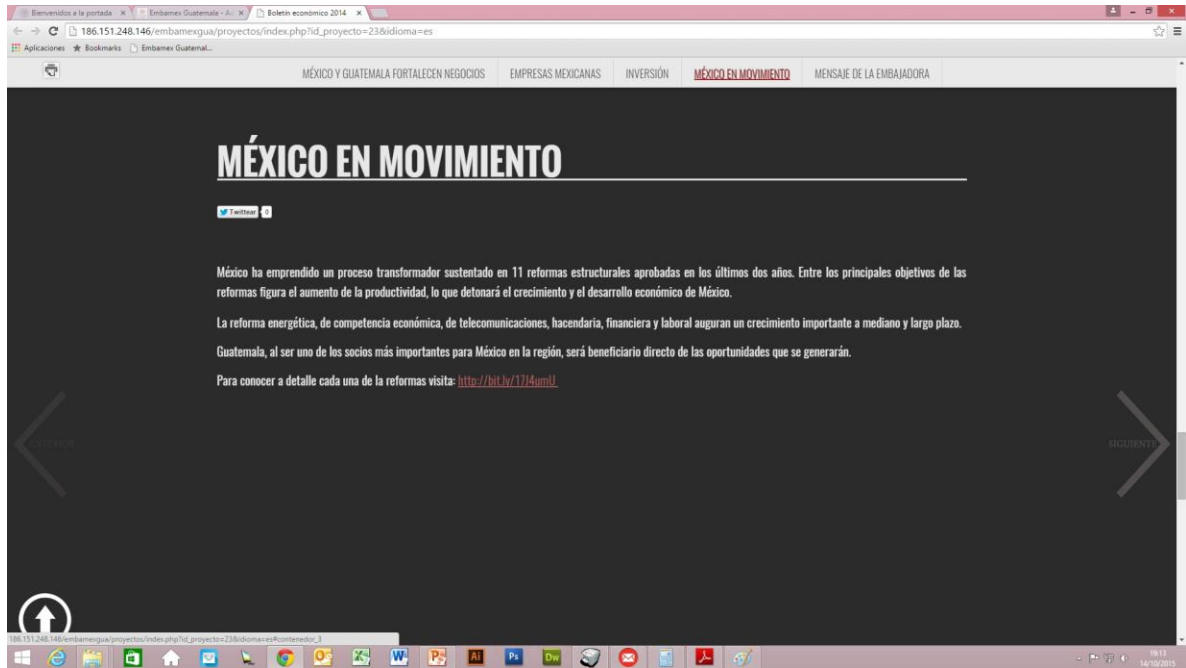 Bienvenidos a la portada
Embamex Guatemala - Ad
Boletín económico 2014
186.151.248.146/embamexgua/proyectos/index.php?id_proyecto=23&idioma=es
Aplicaciones Bookmarks Embamex Guatemal...
MÉXICO Y GUATEMALA FORTALECEN NEGOCIOS EMPRESAS MEXICANAS INVERSIÓN MÉXICO EN MOVIMIENTO MENSAJE DE LA EMBAJADORA
MÉXICO EN MOVIMIENTO
Twittear 0
México ha emprendido un proceso transformador sustentado en 11 reformas estructurales aprobadas en los últimos dos años. Entre los principales objetivos de las
reformas figura el aumento de la productividad, lo que detonará el crecimiento y el desarrollo económico de México.
La reforma energética, de competencia económica, de telecomunicaciones, hacendaria, financiera y laboral auguran un crecimiento importante a mediano y largo plazo.
Guatemala, al ser uno de los socios más importantes para México en la región, será beneficiario directo de las oportunidades que se generarán.
Para conocer a detalle cada una de la reformas visita: http://bit.ly/17J4umU
SIGUIENTE
186.151.248.146/embamexgua/proyectos/index.php?id_proyecto=23&idioma=es#contenedor_3
Ai Ps Dw
19:13
14/10/2015